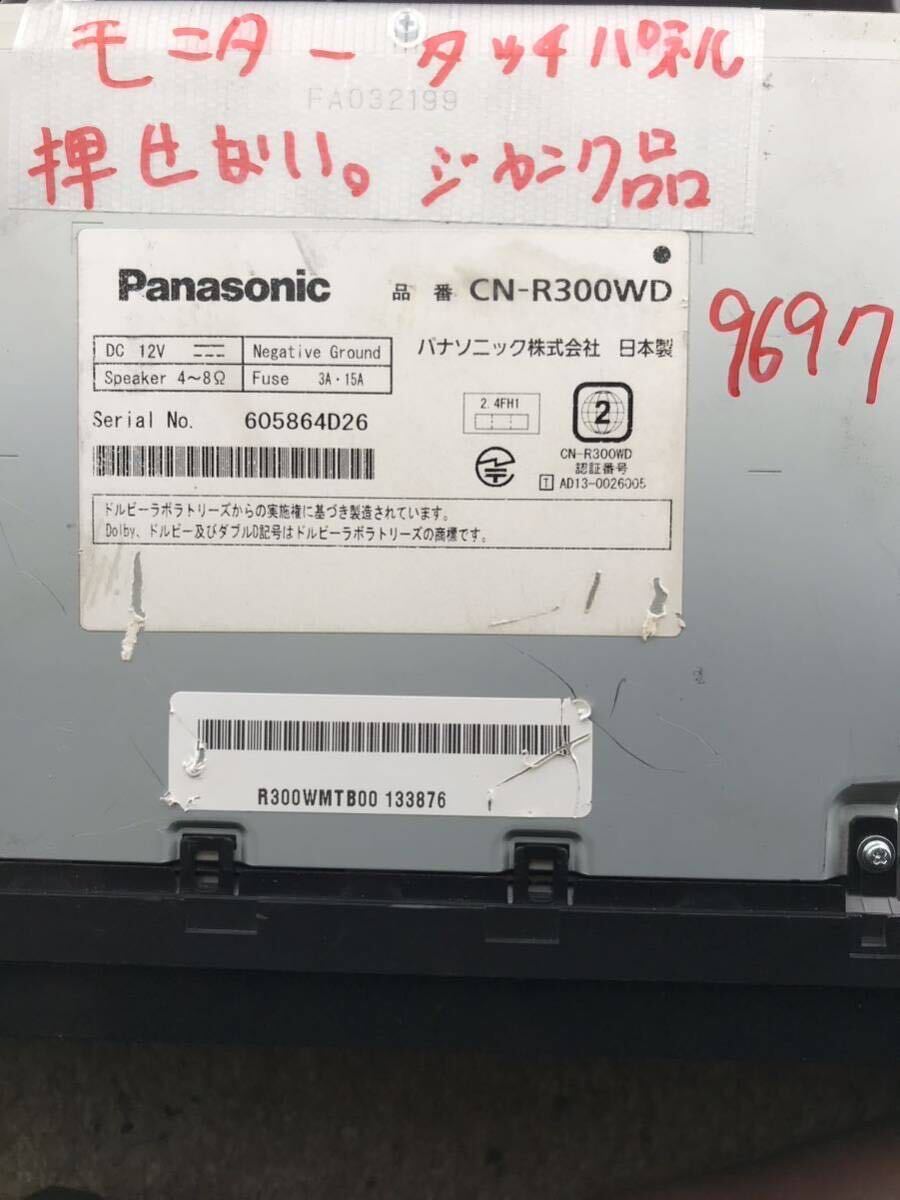 モニター タッチパネル
FA032199
押せない。ジャンク品
Panasonic 品番 CN-R300WD
9697
DC 12V Negative Ground
Speaker 4~8Ω Fuse 3A・15A
パナソニック株式会社 日本製
Serial No. 605864D26
2.4FH1
2
CN-R300WD
認証番号
T AD13-0026005
ドルビーラボラトリーズからの実施権に基づき製造されています。
Dolby、ドルビー及びダブルD記号はドルビーラボラトリーズの商標です。
R300WMTB00 133876